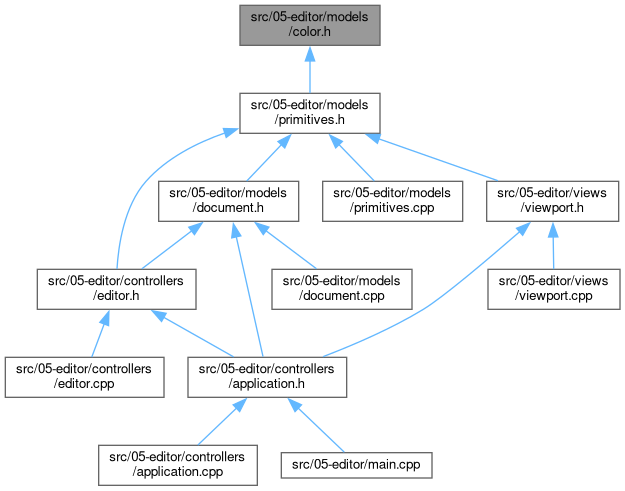 src/05-editor/models
/color.h
src/05-editor/models
/primitives.h
src/05-editor/models
/document.h
src/05-editor/models
/primitives.cpp
src/05-editor/views
/viewport.h
src/05-editor/controllers
/editor.h
src/05-editor/models
/document.cpp
src/05-editor/views
/viewport.cpp
src/05-editor/controllers
/editor.cpp
src/05-editor/controllers
/application.h
src/05-editor/controllers
/application.cpp
src/05-editor/main.cpp